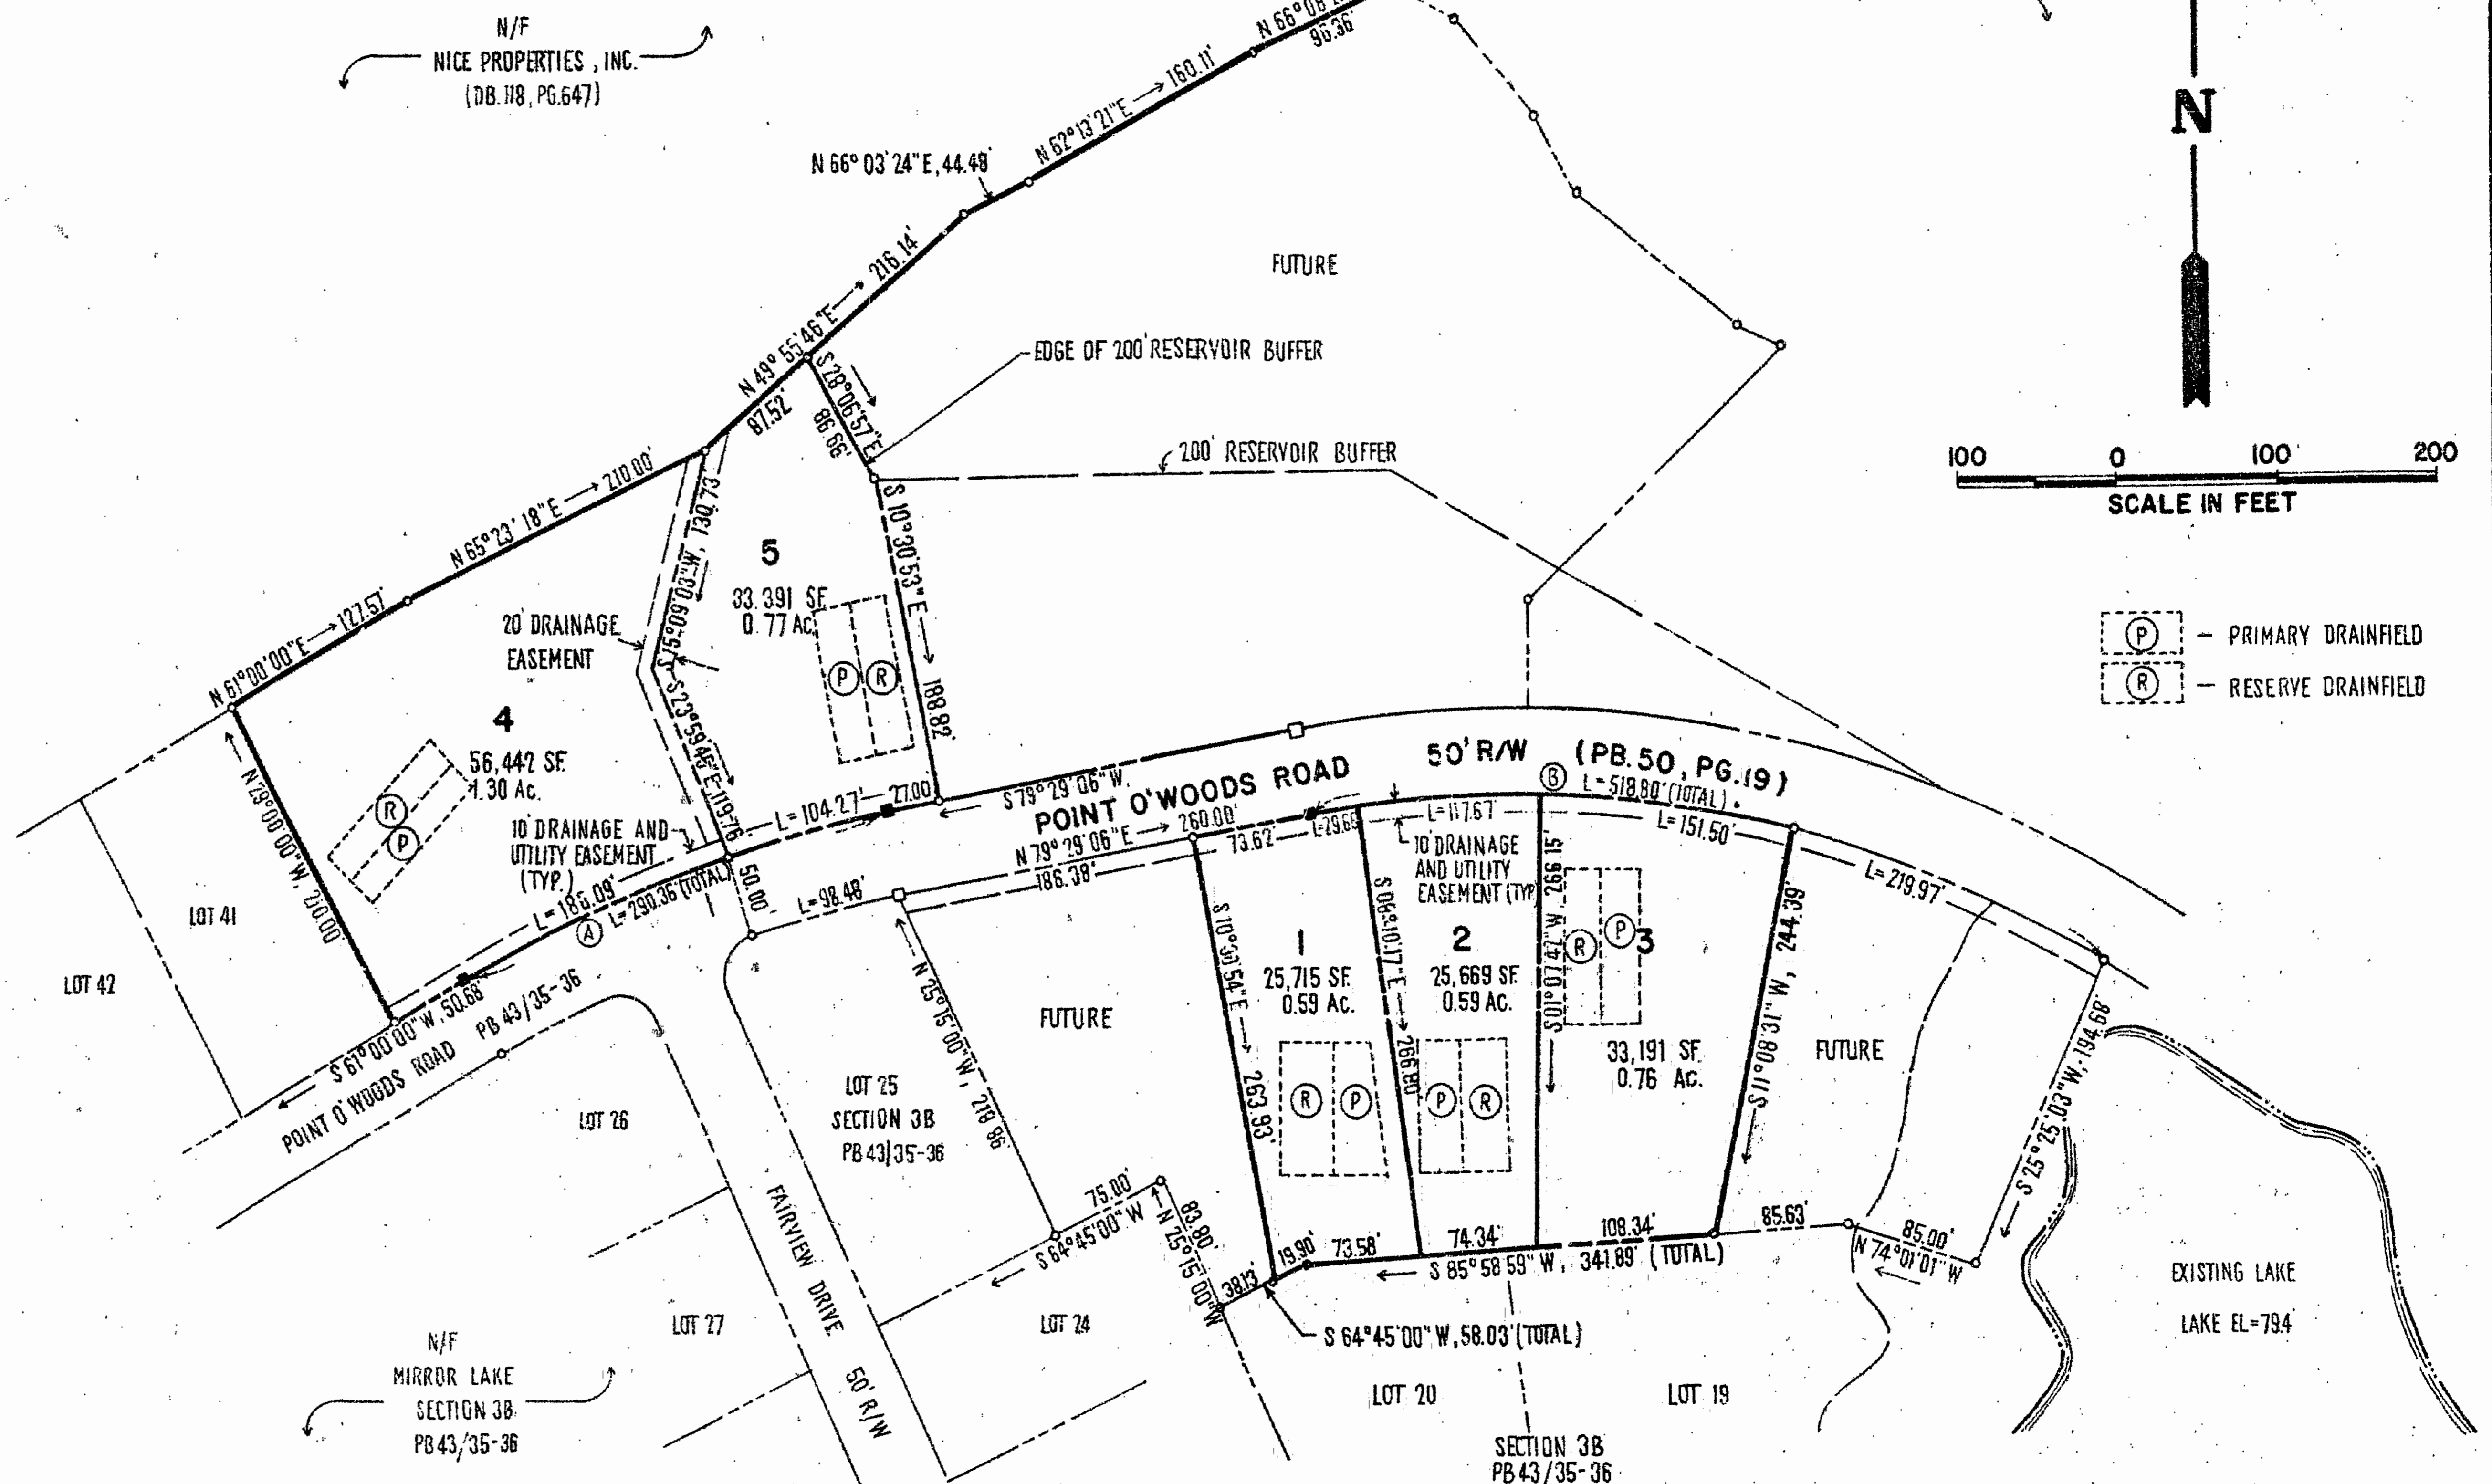 N/F
NICE PROPERTIES, INC.
(DB.118, PG.647)
N 66°08'
96.36'
N 62°13'21"E → 160.11'
N 66°03'24"E, 44.48'
N 49°55'46"E → 216.14'
87.52'
N 65°23'18"E → 210.00'
N 61°00'00"E → 127.57'
N
100 0 100 200
SCALE IN FEET
P - PRIMARY DRAINFIELD
R - RESERVE DRAINFIELD
FUTURE
EDGE OF 200' RESERVOIR BUFFER
200' RESERVOIR BUFFER
S 28°06'57"E
S 10°30'53"E → 188.82'
130.73'
S 23°59'46"E 119.76'
5
33,391 SF.
0.77 Ac.
P R
20' DRAINAGE
EASEMENT
4
56,442 SF.
1.30 Ac.
R
P
10' DRAINAGE AND
UTILITY EASEMENT
(TYP.)
N 29°00'00"W, 210.00'
LOT 41
LOT 42
L=186.09'
A L=290.36' (TOTAL)
L=104.27' 27.00'
S 79°29'06"W
POINT O'WOODS ROAD 50' R/W (PB.50, PG.19)
B
L=518.80' (TOTAL)
N 79°29'06"E → 260.00'
186.38'
73.62'
L=29.68'
L=117.67'
L=151.50'
L=219.97'
50.00'
L=98.48'
S 61°00'00"W, 50.68'
POINT O'WOODS ROAD PB 43/35-36
10' DRAINAGE
AND UTILITY
EASEMENT (TYP)
S 10°30'54"E → 263.93'
S 06°10'17"E → 266.80'
S 01°07'42"W 266.15'
S 11°08'31"W, 244.39'
S 25°25'03"W, 194.68'
1
25,715 SF.
0.59 Ac.
R P
2
25,669 SF.
0.59 Ac.
P R
3
R P
33,191 SF.
0.76 Ac.
FUTURE
FUTURE
N 25°15'00"W, 218.86'
LOT 25
SECTION 3B
PB 43/35-36
LOT 26
LOT 27
LOT 24
FAIRVIEW DRIVE 50' R/W
75.00'
S 64°45'00"W
83.80'
N 25°15'00"W
38.13'
19.90'
73.58'
74.34'
108.34'
85.63'
85.00'
N 74°01'01"W
S 85°58'59"W, 341.89' (TOTAL)
S 64°45'00"W, 58.03' (TOTAL)
EXISTING LAKE
LAKE EL=79.4'
LOT 20
LOT 19
SECTION 3B
PB 43/35-36
N/F
MIRROR LAKE
SECTION 3B
PB 43/35-36